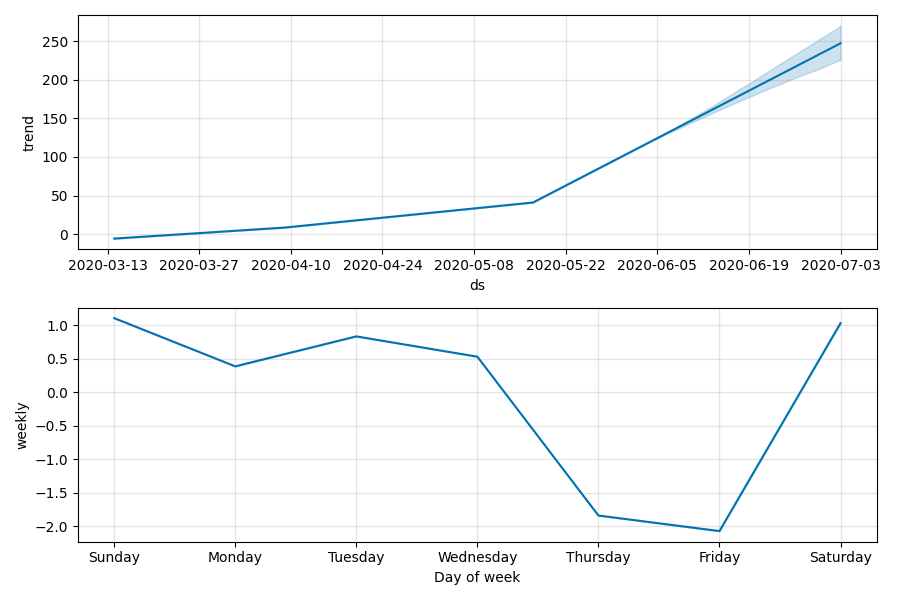 250
200
150
100
50
0
trend
2020-03-13 2020-03-27 2020-04-10 2020-04-24 2020-05-08 2020-05-22 2020-06-05 2020-06-19 2020-07-03
ds
1.0
0.5
0.0
−0.5
−1.0
−1.5
−2.0
weekly
Sunday Monday Tuesday Wednesday Thursday Friday Saturday
Day of week